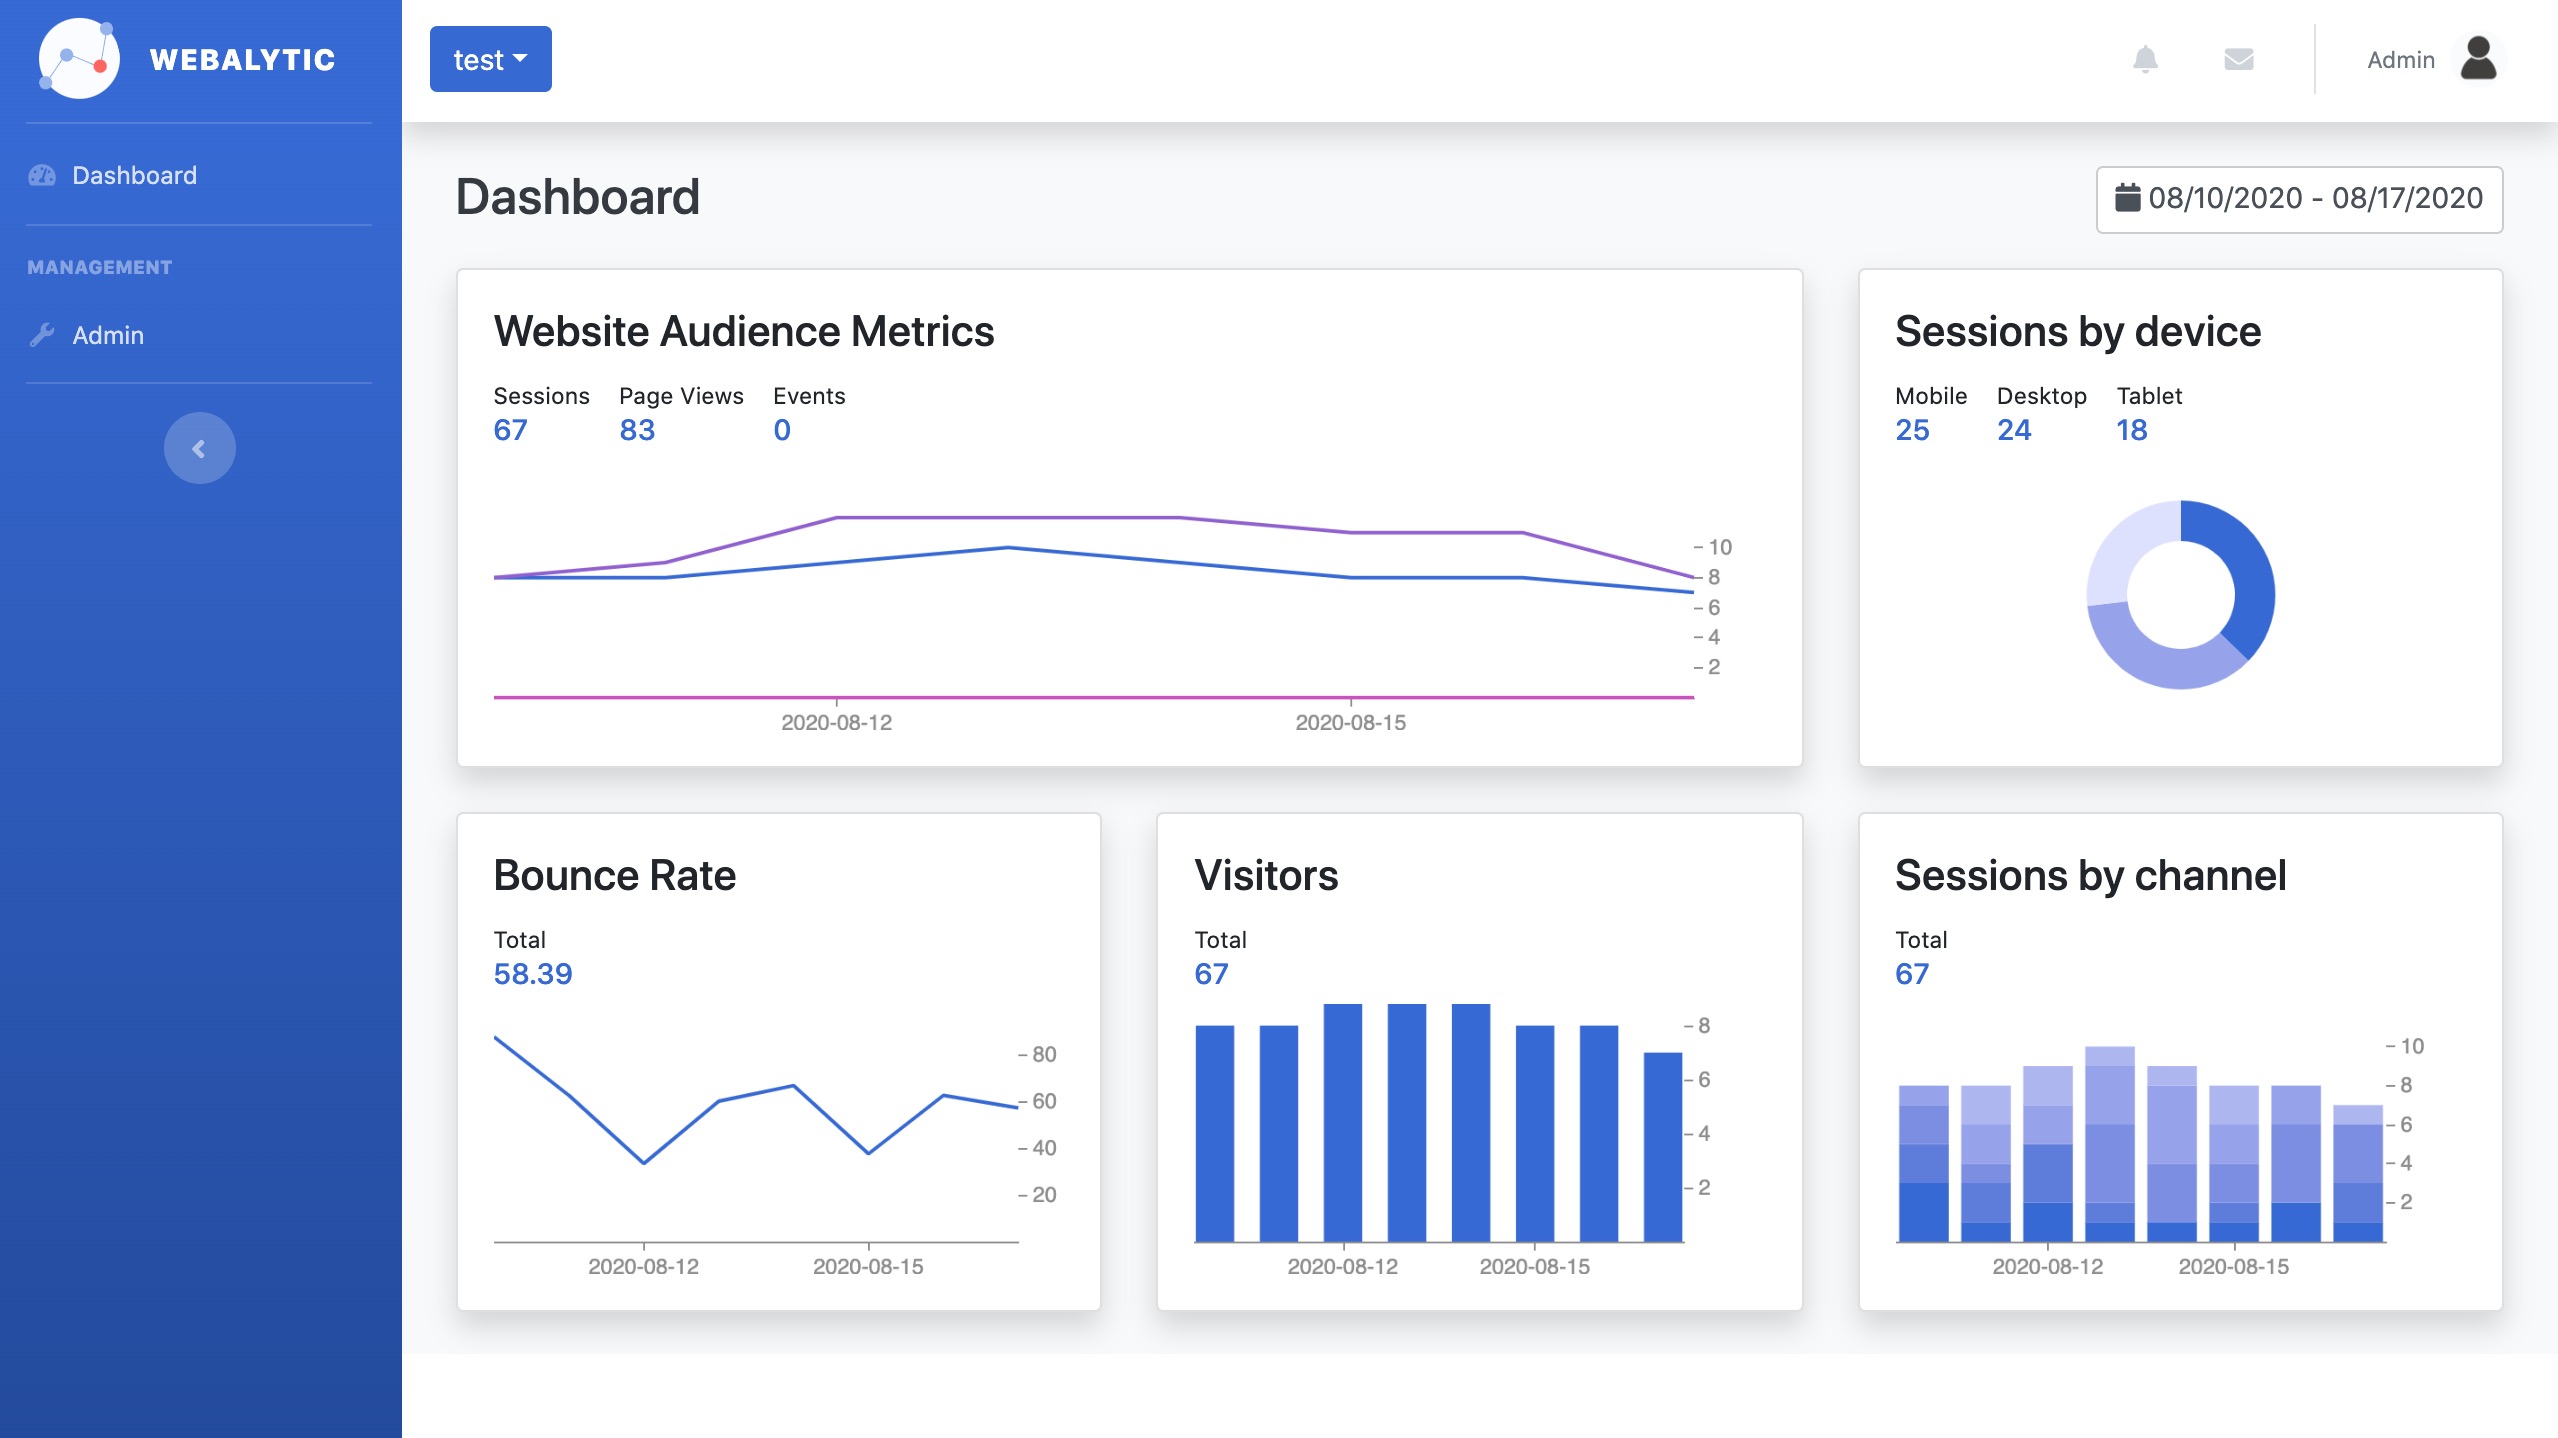 WEBALYTIC
test
Admin
Dashboard
MANAGEMENT
Admin
Dashboard
08/10/2020 - 08/17/2020
Website Audience Metrics
Sessions Page Views Events
67 83 0
10
8
6
4
2
2020-08-12 2020-08-15
Sessions by device
Mobile Desktop Tablet
25 24 18
Bounce Rate
Total
58.39
80
60
40
20
2020-08-12 2020-08-15
Visitors
Total
67
8
6
4
2
2020-08-12 2020-08-15
Sessions by channel
Total
67
10
8
6
4
2
2020-08-12 2020-08-15